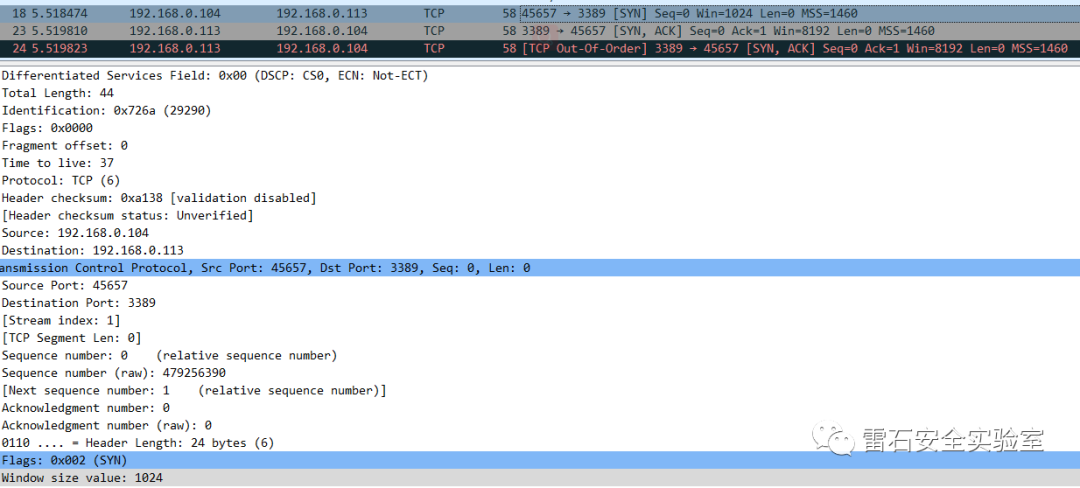 18 5.518474 192.168.0.104 192.168.0.113 TCP 58 45657 → 3389 [SYN] Seq=0 Win=1024 Len=0 MSS=1460
23 5.519810 192.168.0.113 192.168.0.104 TCP 58 3389 → 45657 [SYN, ACK] Seq=0 Ack=1 Win=8192 Len=0 MSS=1460
24 5.519823 192.168.0.113 192.168.0.104 TCP 58 [TCP Out-Of-Order] 3389 → 45657 [SYN, ACK] Seq=0 Ack=1 Win=8192 Len=0 MSS=1460
Differentiated Services Field: 0x00 (DSCP: CS0, ECN: Not-ECT)
Total Length: 44
Identification: 0x726a (29290)
Flags: 0x0000
Fragment offset: 0
Time to live: 37
Protocol: TCP (6)
Header checksum: 0xa138 [validation disabled]
[Header checksum status: Unverified]
Source: 192.168.0.104
Destination: 192.168.0.113
ansmission Control Protocol, Src Port: 45657, Dst Port: 3389, Seq: 0, Len: 0
Source Port: 45657
Destination Port: 3389
[Stream index: 1]
[TCP Segment Len: 0]
Sequence number: 0 (relative sequence number)
Sequence number (raw): 479256390
[Next sequence number: 1 (relative sequence number)]
Acknowledgment number: 0
Acknowledgment number (raw): 0
0110 .... = Header Length: 24 bytes (6)
Flags: 0x002 (SYN)
Window size value: 1024
雷石安全实验室